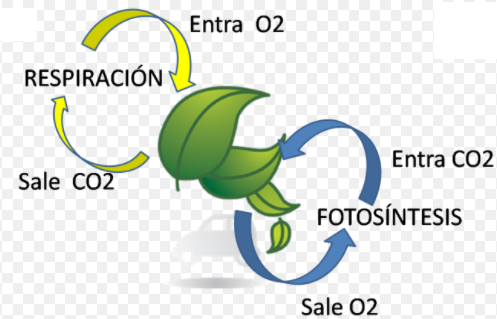 Entra O2
RESPIRACIÓN
Sale CO2
Entra CO2
FOTOSÍNTESIS
Sale O2